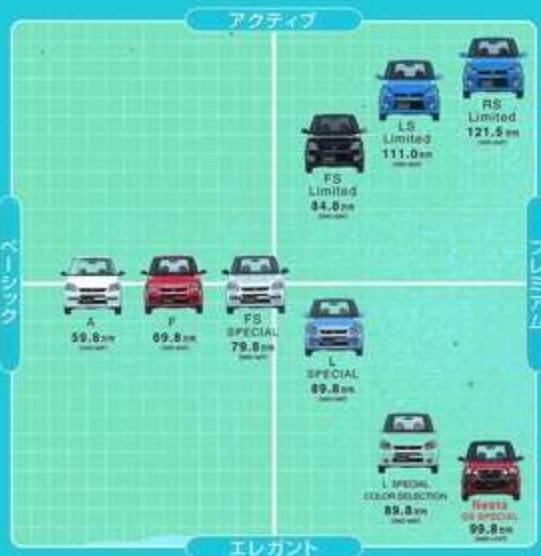 アクティブ
RS
Limited
121.5万円
LS
Limited
111.0万円
FS
Limited
84.8万円
ベーシック
プレミアム
A
59.8万円
F
69.8万円
FS
SPECIAL
79.8万円
L
SPECIAL
89.8万円
L SPECIAL
COLOR SELECTION
89.8万円
Nesta
GS SPECIAL
99.8万円
エレガント